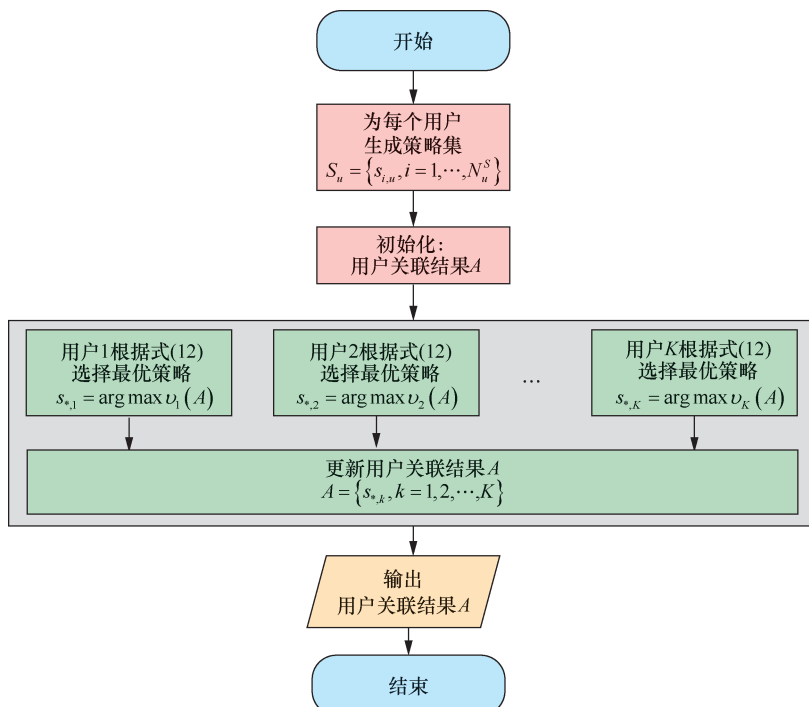 开始
为每个用户
生成策略集
S_u = {s_{i,u}, i = 1,⋯,N_u^S}
初始化：
用户关联结果A
用户1根据式(12)
选择最优策略
s_{*,1} = arg max υ_1(A)
用户2根据式(12)
选择最优策略
s_{*,2} = arg max υ_2(A)
…
用户K根据式(12)
选择最优策略
s_{*,K} = arg max υ_K(A)
更新用户关联结果A
A = {s_{*,k}, k = 1,2,⋯,K}
输出
用户关联结果A
结束